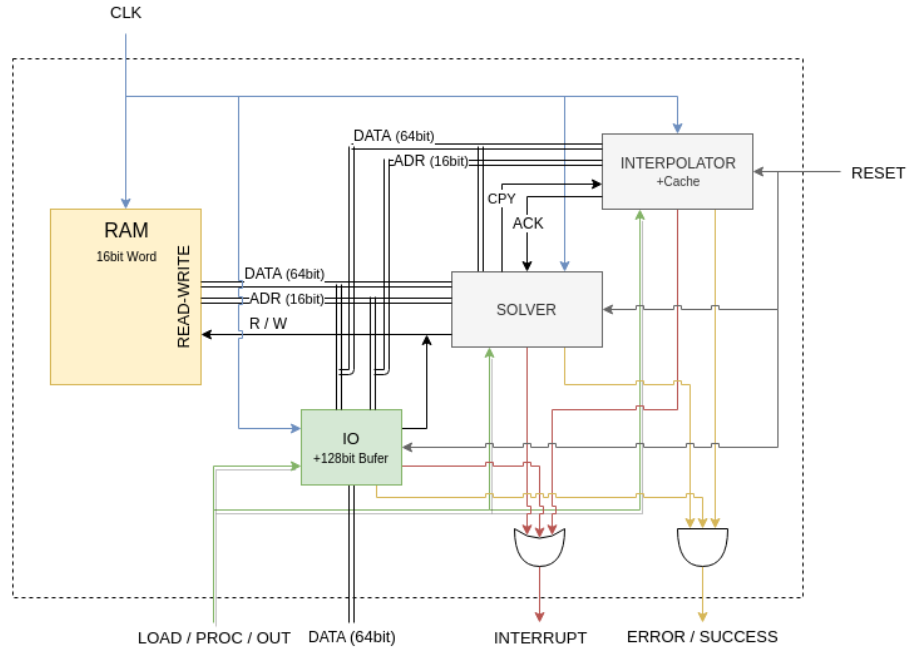 CLK
DATA (64bit)
ADR (16bit)
INTERPOLATOR
+Cache
RESET
CPY
ACK
RAM
16bit Word
READ-WRITE
DATA (64bit)
ADR (16bit)
R / W
SOLVER
IO
+128bit Bufer
LOAD / PROC / OUT
DATA (64bit)
INTERRUPT
ERROR / SUCCESS